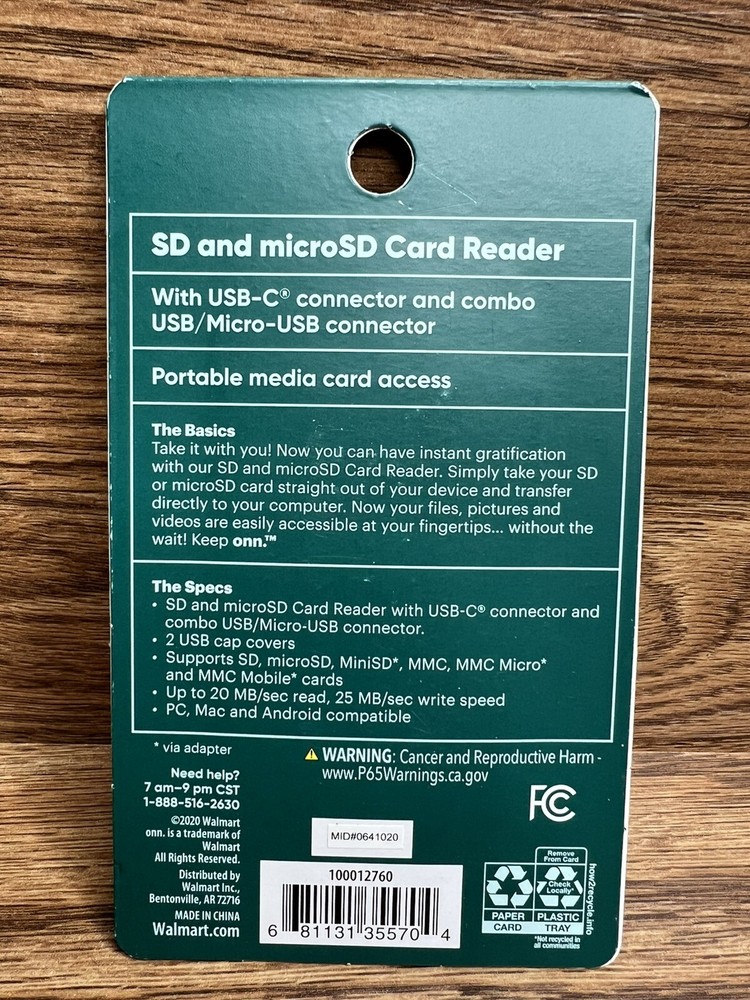 SD and microSD Card Reader
With USB-C® connector and combo
USB/Micro-USB connector
Portable media card access
The Basics
Take it with you! Now you can have instant gratification
with our SD and microSD Card Reader. Simply take your SD
or microSD card straight out of your device and transfer
directly to your computer. Now your files, pictures and
videos are easily accessible at your fingertips... without the
wait! Keep onn.™
The Specs
• SD and microSD Card Reader with USB-C® connector and
combo USB/Micro-USB connector.
• 2 USB cap covers
• Supports SD, microSD, MiniSD*, MMC, MMC Micro*
and MMC Mobile* cards
• Up to 20 MB/sec read, 25 MB/sec write speed
• PC, Mac and Android compatible
* via adapter
WARNING: Cancer and Reproductive Harm -
www.P65Warnings.ca.gov
Need help?
7 am-9 pm CST
1-888-516-2630
©2020 Walmart
onn. is a trademark of
Walmart
All Rights Reserved.
Distributed by
Walmart Inc.,
Bentonville, AR 72716
MADE IN CHINA
Walmart.com
FC
MID#0641020
100012760
6 81131 35570 4
Remove
From Card
Check
Locally*
PAPER
CARD
PLASTIC
TRAY
*Not recycled in
all communities
how2recycle.info